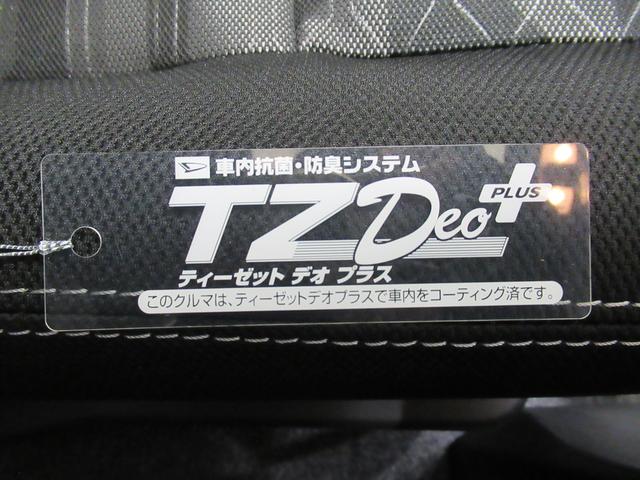 車内抗菌・防臭システム
TZ Deo PLUS
ティーゼット デオ プラス
このクルマは、ティーゼットデオプラスで車内をコーティング済です。